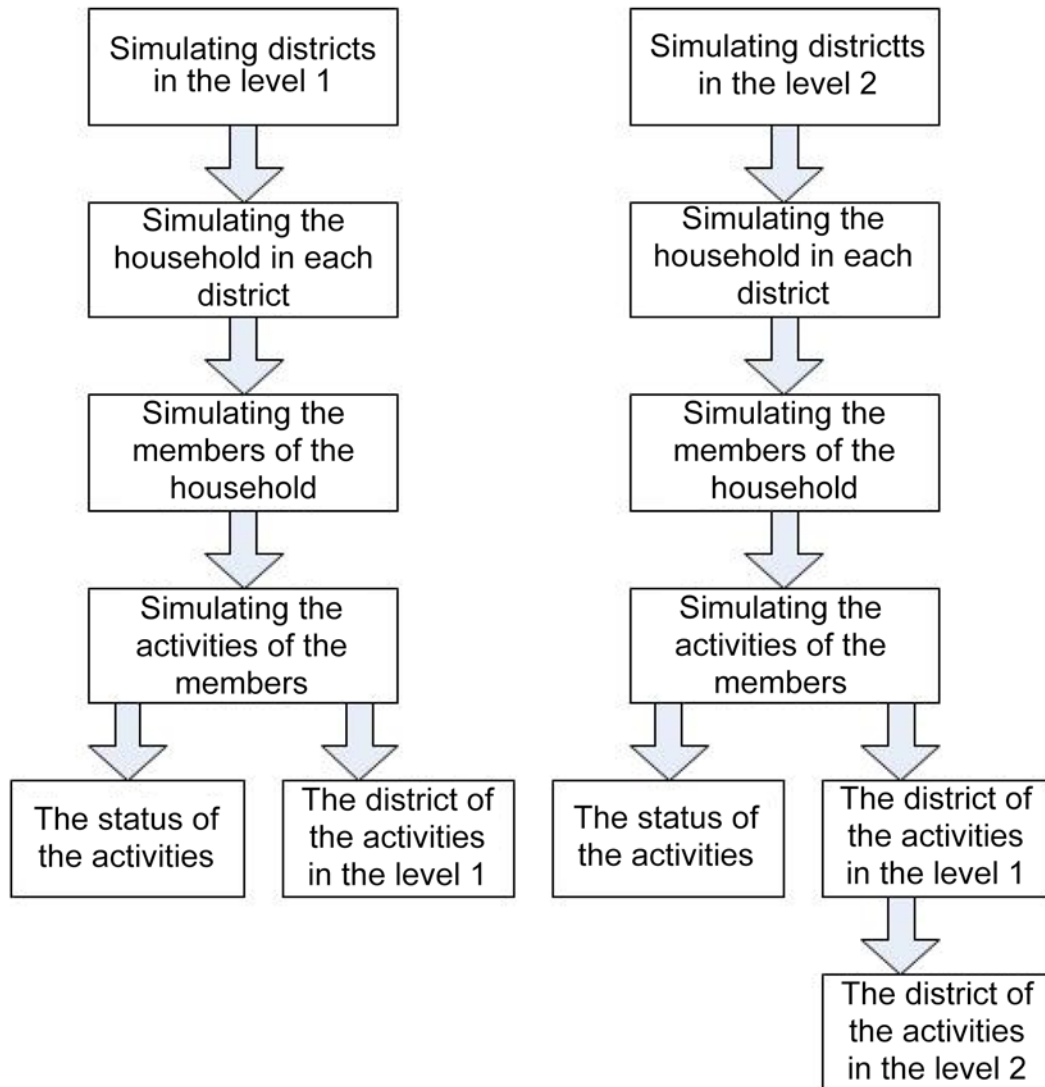 Simulating districts
in the level 1
Simulating the
household in each
district
Simulating the
members of the
household
Simulating the
activities of the
members
The status of
the activities
The district of
the activities
in the level 1
Simulating districtts
in the level 2
Simulating the
household in each
district
Simulating the
members of the
household
Simulating the
activities of the
members
The status of
the activities
The district of
the activities
in the level 1
The district of
the activities
in the level 2